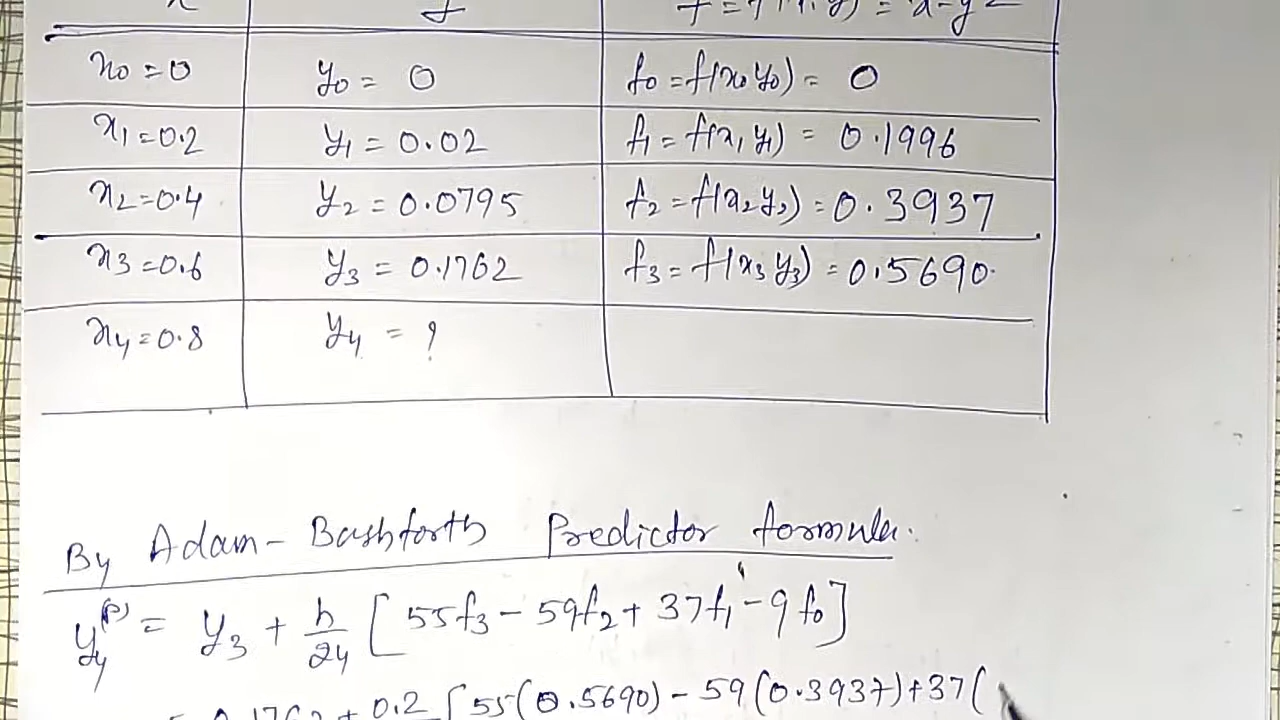 x y f = f(x,y) = x-y²
x0 = 0 y0 = 0 f0 = f(x0 y0) = 0
x1 = 0.2 y1 = 0.02 f1 = f(x1 y1) = 0.1996
x2 = 0.4 y2 = 0.0795 f2 = f(x2 y2) = 0.3937
x3 = 0.6 y3 = 0.1762 f3 = f(x3 y3) = 0.5690
x4 = 0.8 y4 = ?
By Adam-Bashforth Predictor formula.
y4^(P) = y3 + h/24 [55f3 - 59f2 + 37f1 - 9f0]
= 0.1762 + 0.2 [55(0.5690) - 59(0.3937) + 37(